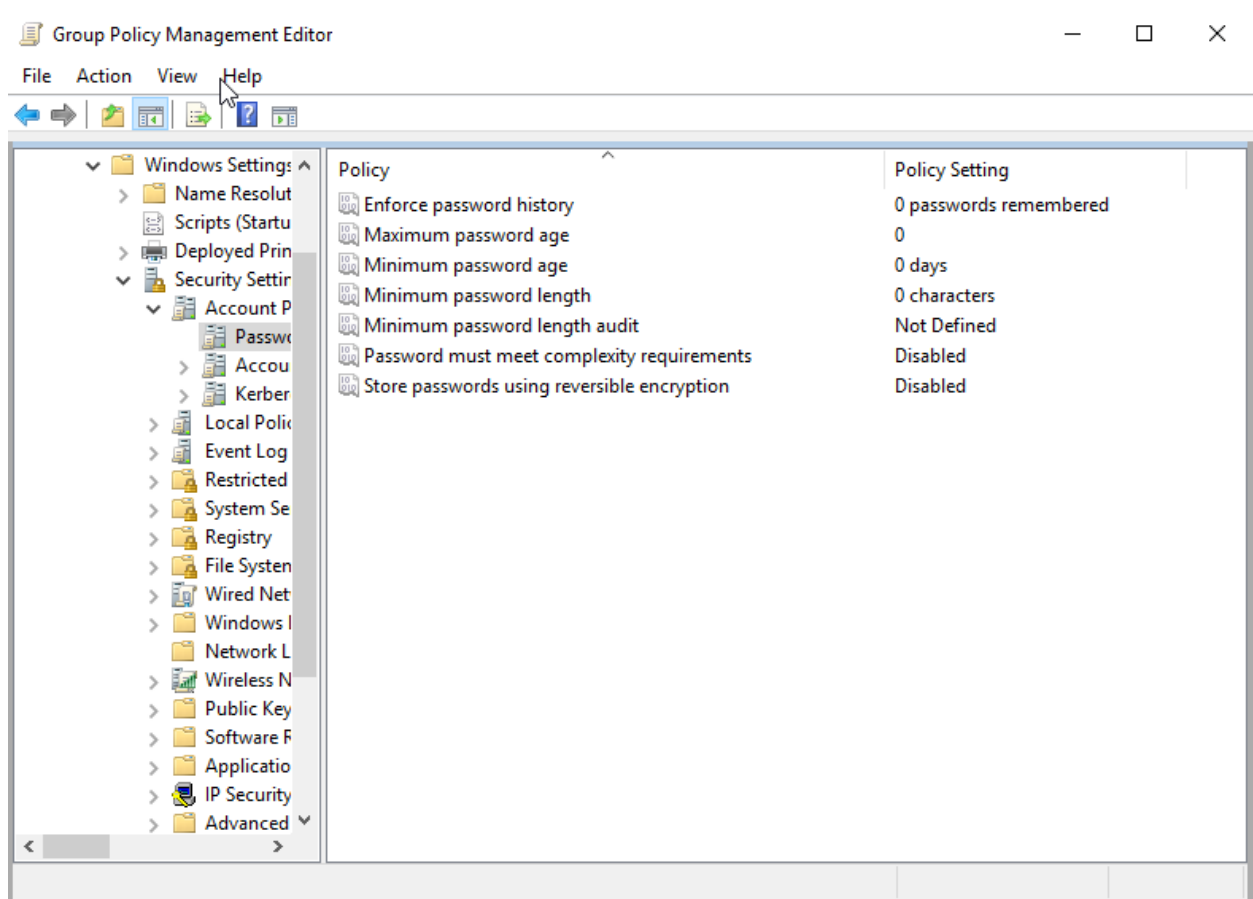 Group Policy Management Editor
File Action View Help
Windows Settings
Name Resolut
Scripts (Startu
Deployed Prin
Security Settin
Account P
Passwo
Accou
Kerber
Local Polic
Event Log
Restricted
System Se
Registry
File System
Wired Net
Windows
Network L
Wireless N
Public Key
Software R
Applicatio
IP Security
Advanced
Policy Policy Setting
Enforce password history 0 passwords remembered
Maximum password age 0
Minimum password age 0 days
Minimum password length 0 characters
Minimum password length audit Not Defined
Password must meet complexity requirements Disabled
Store passwords using reversible encryption Disabled